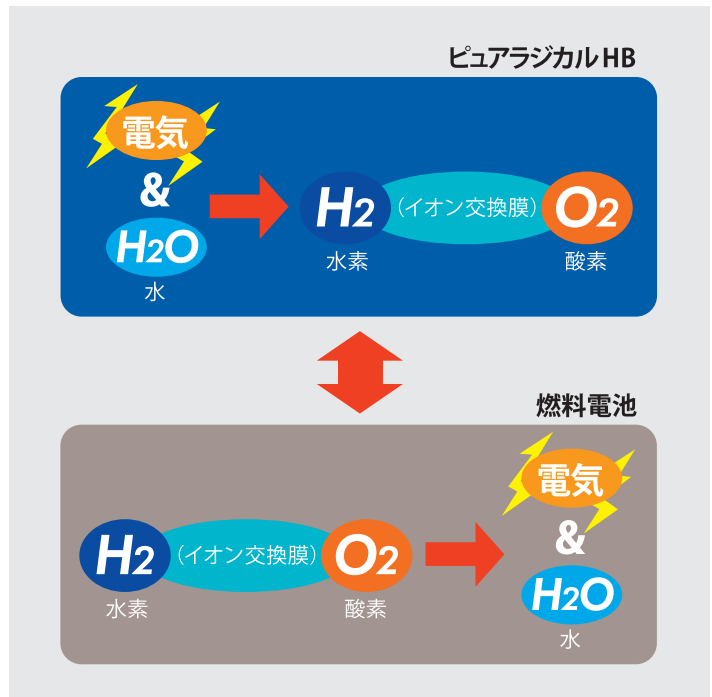 ピュアラジカルHB
電気
&
H2O
水
H2
水素
(イオン交換膜)
O2
酸素
燃料電池
H2
水素
(イオン交換膜)
O2
酸素
電気
&
H2O
水